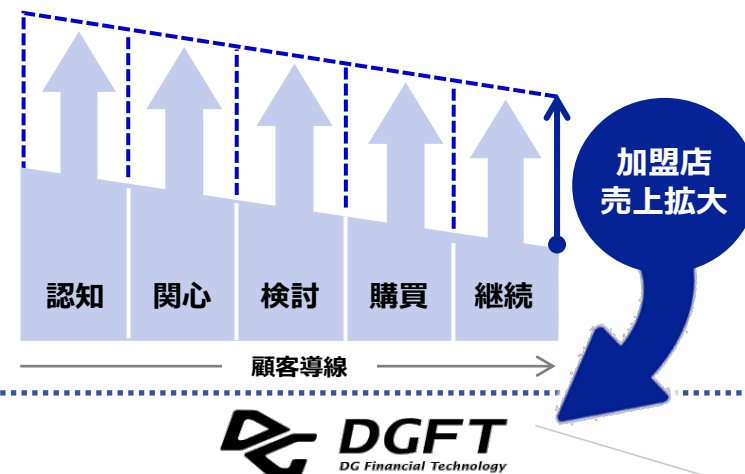 加盟店
売上拡大
認知 関心 検討 購買 継続
顧客導線
DGFT
DG Financial Technology